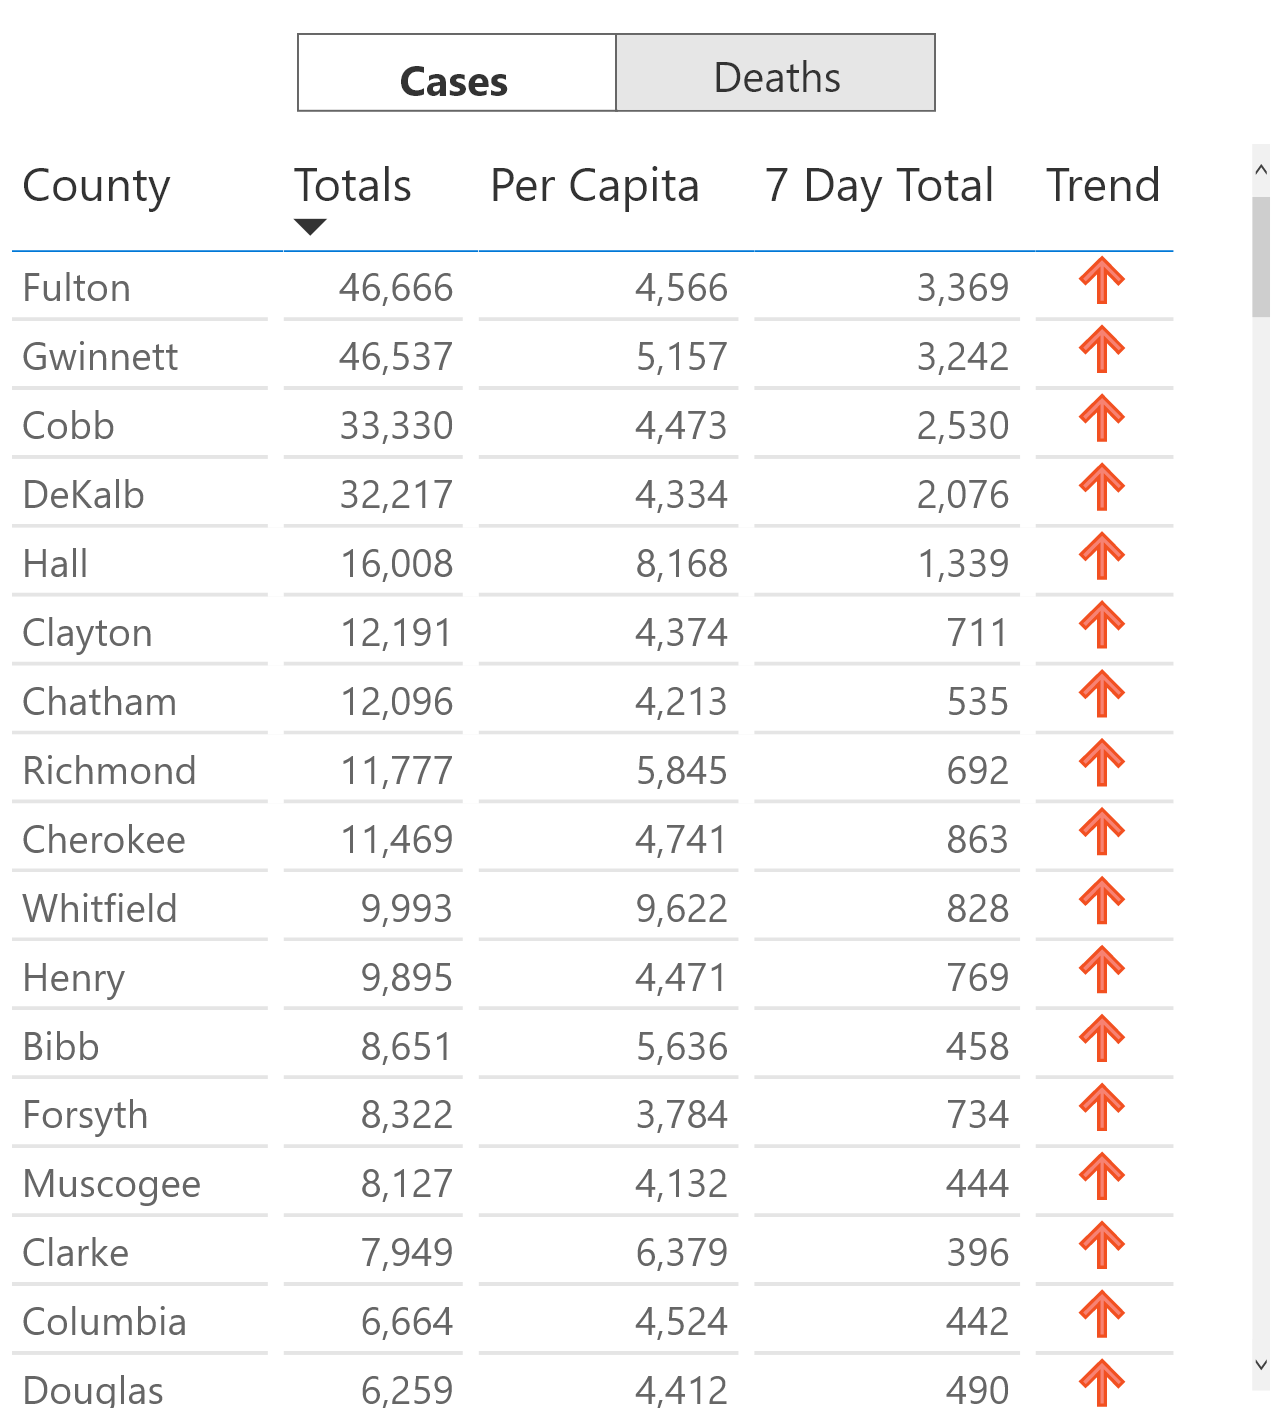 Cases Deaths
County Totals Per Capita 7 Day Total Trend
Fulton 46,666 4,566 3,369
Gwinnett 46,537 5,157 3,242
Cobb 33,330 4,473 2,530
DeKalb 32,217 4,334 2,076
Hall 16,008 8,168 1,339
Clayton 12,191 4,374 711
Chatham 12,096 4,213 535
Richmond 11,777 5,845 692
Cherokee 11,469 4,741 863
Whitfield 9,993 9,622 828
Henry 9,895 4,471 769
Bibb 8,651 5,636 458
Forsyth 8,322 3,784 734
Muscogee 8,127 4,132 444
Clarke 7,949 6,379 396
Columbia 6,664 4,524 442
Douglas 6,259 4,412 490